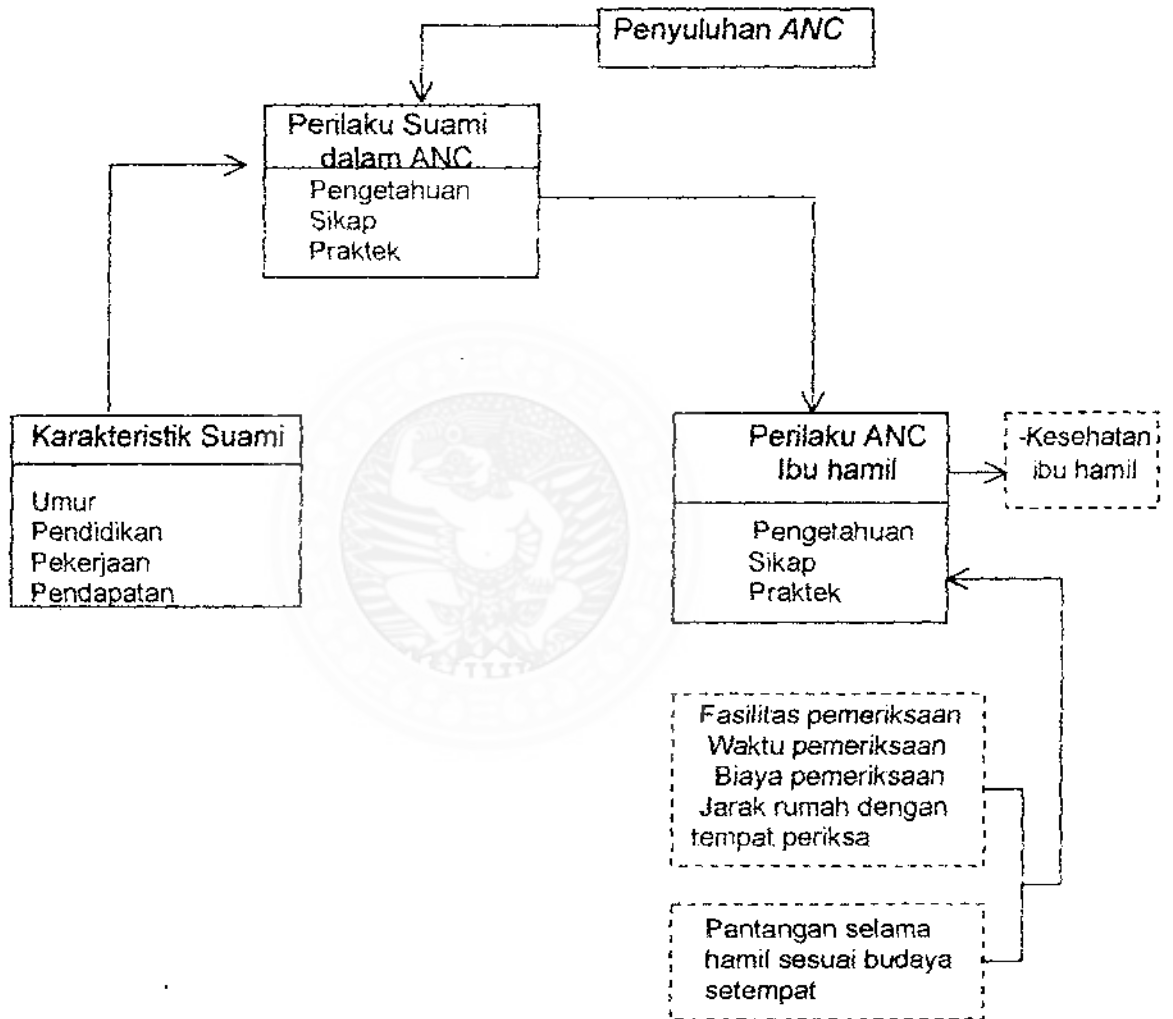 Penyuluhan ANC
Perilaku Suami
dalam ANC
Pengetahuan
Sikap
Praktek
Karakteristik Suami
Umur
Pendidikan
Pekerjaan
Pendapatan
Perilaku ANC
Ibu hamil
Pengetahuan
Sikap
Praktek
-Kesehatan
ibu hamil
Fasilitas pemeriksaan
Waktu pemeriksaan
Biaya pemeriksaan
Jarak rumah dengan
tempat periksa
Pantangan selama
hamil sesuai budaya
setempat